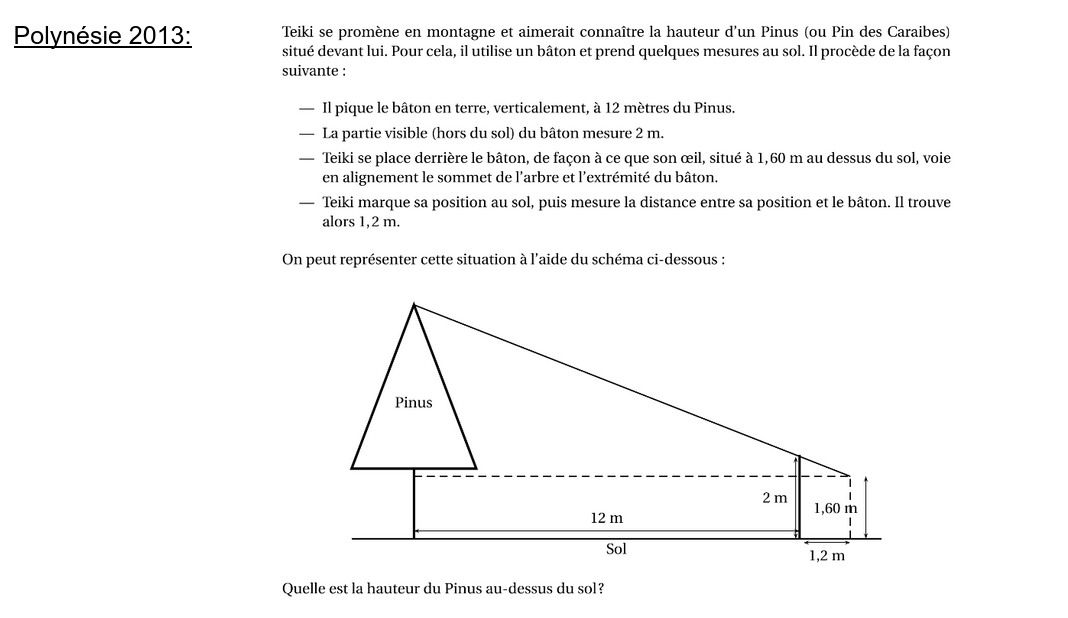 Polynésie 2013:
Teiki se promène en montagne et aimerait connaître la hauteur d'un Pinus (ou Pin des Caraibes)
situé devant lui. Pour cela, il utilise un bâton et prend quelques mesures au sol. Il procède de la façon
suivante :
— Il pique le bâton en terre, verticalement, à 12 mètres du Pinus.
— La partie visible (hors du sol) du bâton mesure 2 m.
— Teiki se place derrière le bâton, de façon à ce que son œil, situé à 1,60 m au dessus du sol, voie
en alignement le sommet de l'arbre et l'extrémité du bâton.
— Teiki marque sa position au sol, puis mesure la distance entre sa position et le bâton. Il trouve
alors 1,2 m.
On peut représenter cette situation à l'aide du schéma ci-dessous :
Pinus
2 m
1,60 m
12 m
Sol
1,2 m
Quelle est la hauteur du Pinus au-dessus du sol?